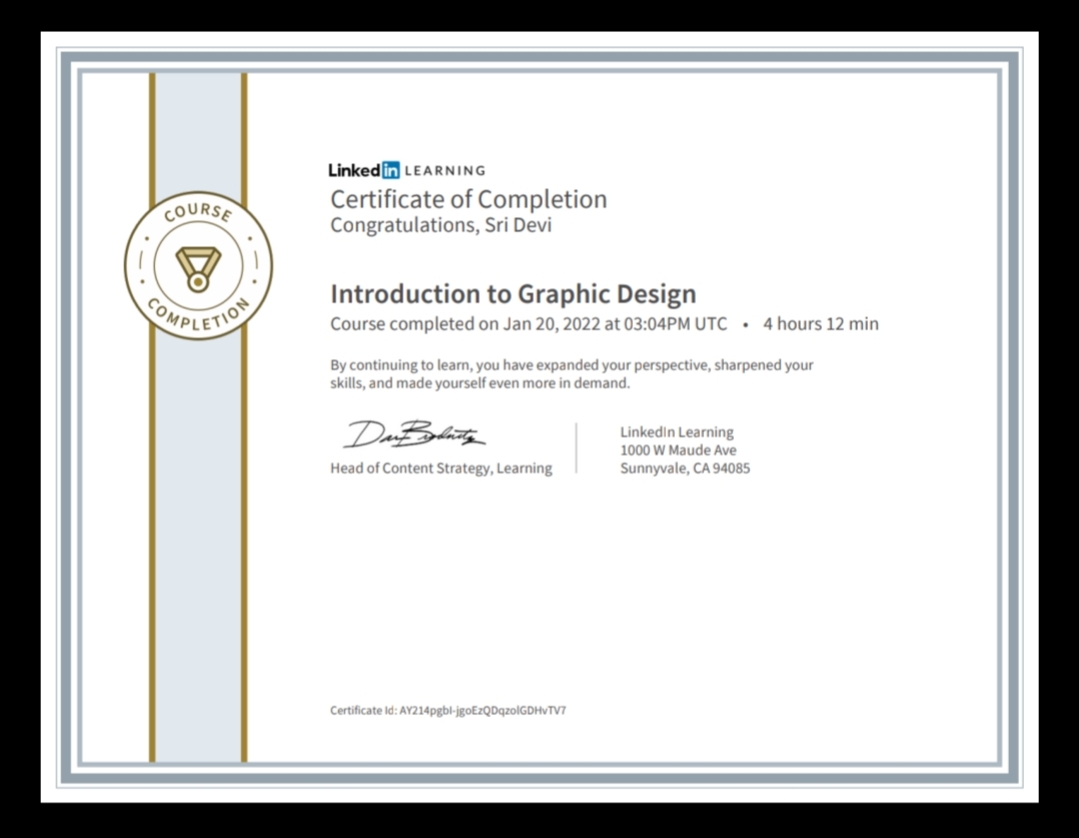 COURSE
COMPLETION
Linkedin LEARNING
Certificate of Completion
Congratulations, Sri Devi
Introduction to Graphic Design
Course completed on Jan 20, 2022 at 03:04PM UTC • 4 hours 12 min
By continuing to learn, you have expanded your perspective, sharpened your
skills, and made yourself even more in demand.
Head of Content Strategy, Learning
LinkedIn Learning
1000 W Maude Ave
Sunnyvale, CA 94085
Certificate Id: AY214pgbI-jgoEzQDqzolGDHvTV7